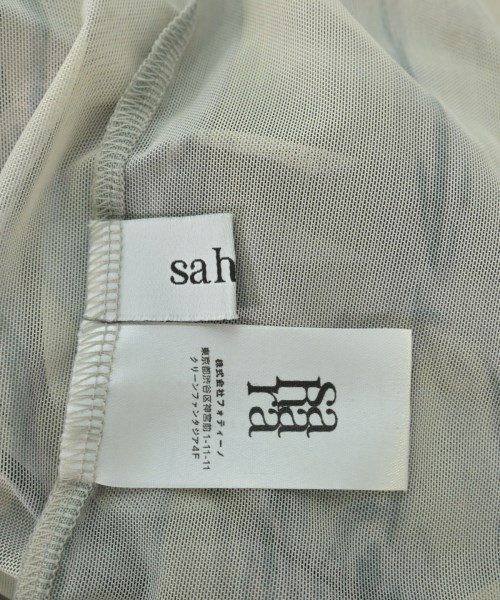 sah
sa
ha
ra
株式会社フォティーノ
東京都渋谷区神宮前1-11-11
グリーンファンタジア4F